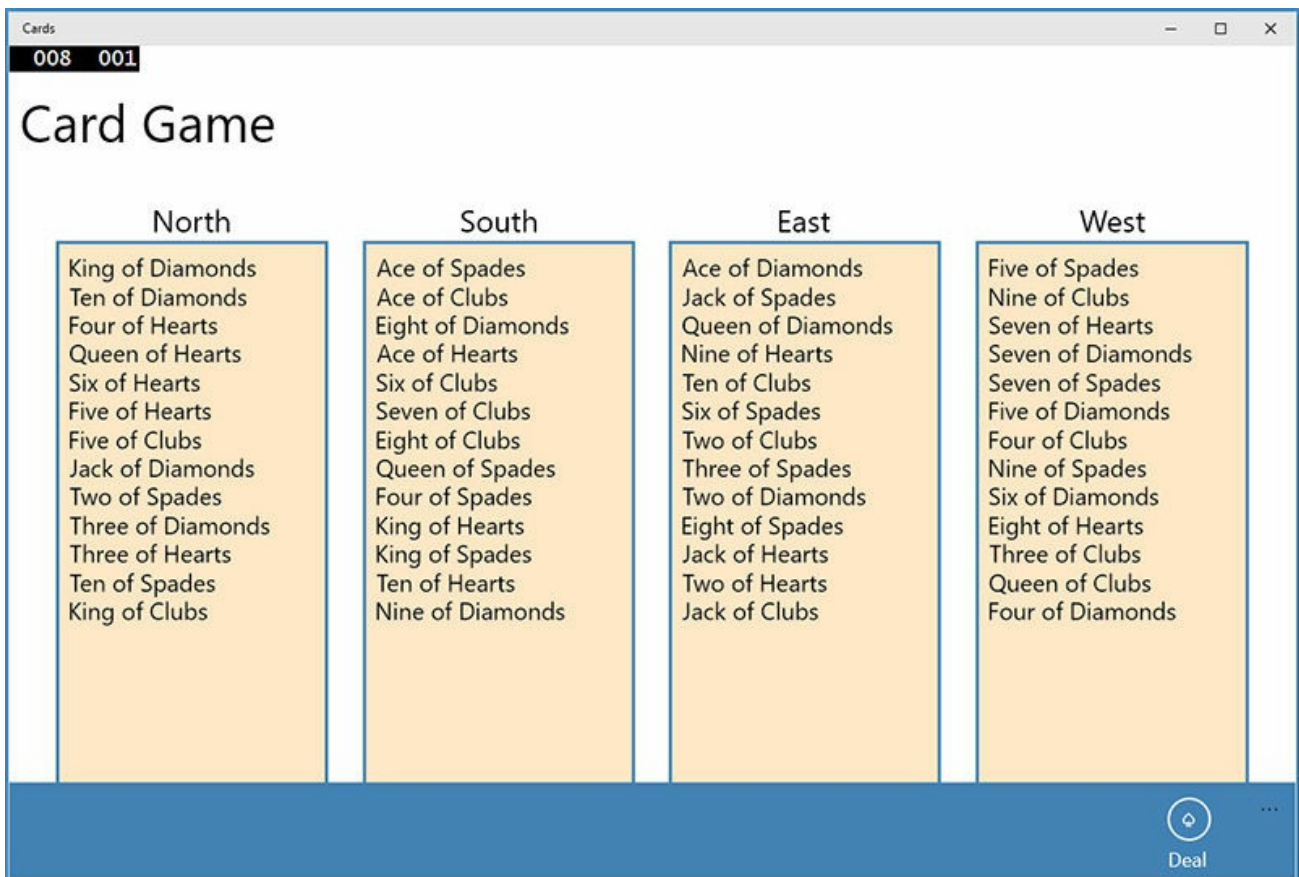 Cards
008 001
Card Game
North
King of Diamonds
Ten of Diamonds
Four of Hearts
Queen of Hearts
Six of Hearts
Five of Hearts
Five of Clubs
Jack of Diamonds
Two of Spades
Three of Diamonds
Three of Hearts
Ten of Spades
King of Clubs
South
Ace of Spades
Ace of Clubs
Eight of Diamonds
Ace of Hearts
Six of Clubs
Seven of Clubs
Eight of Clubs
Queen of Spades
Four of Spades
King of Hearts
King of Spades
Ten of Hearts
Nine of Diamonds
East
Ace of Diamonds
Jack of Spades
Queen of Diamonds
Nine of Hearts
Ten of Clubs
Six of Spades
Two of Clubs
Three of Spades
Two of Diamonds
Eight of Spades
Jack of Hearts
Two of Hearts
Jack of Clubs
West
Five of Spades
Nine of Clubs
Seven of Hearts
Seven of Diamonds
Seven of Spades
Five of Diamonds
Four of Clubs
Nine of Spades
Six of Diamonds
Eight of Hearts
Three of Clubs
Queen of Clubs
Four of Diamonds
...
Deal